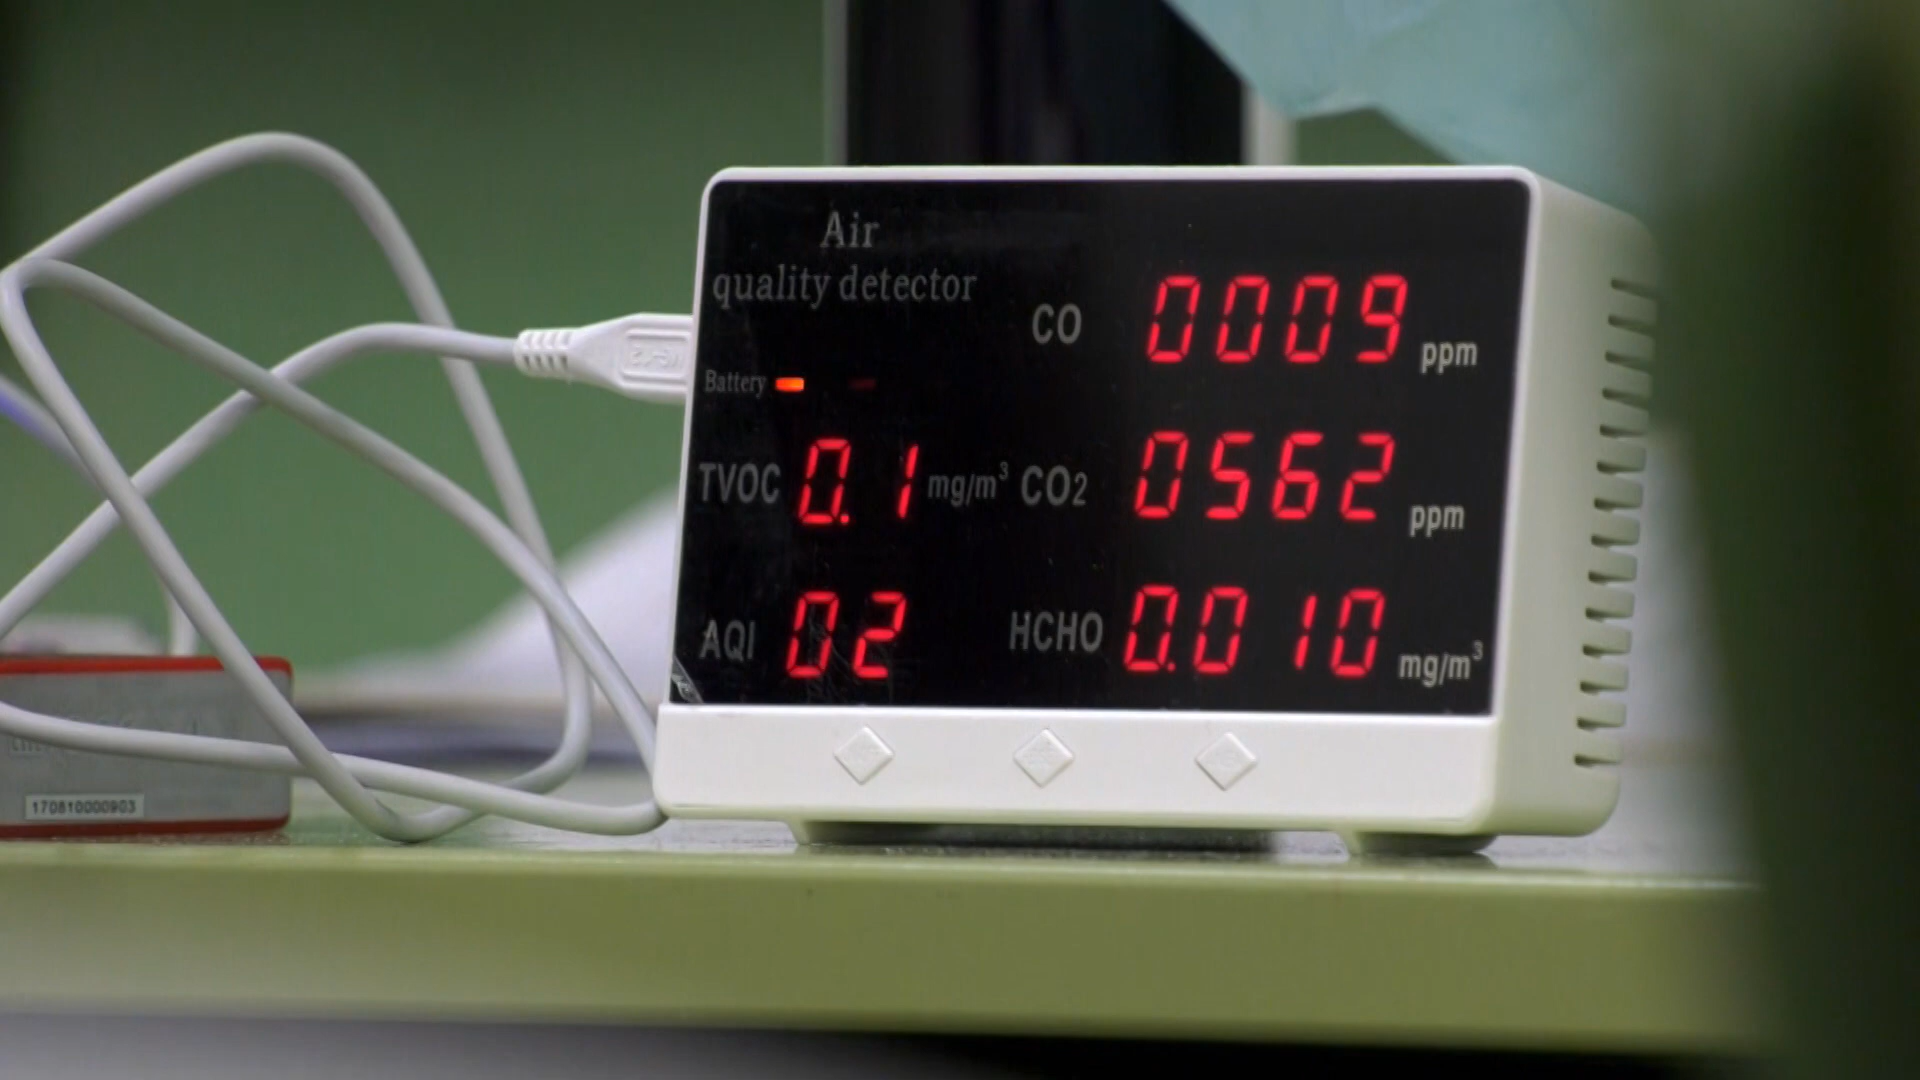 Air
quality detector
CO 0009 ppm
Battery
TVOC 0.1 mg/m³ CO2 0562 ppm
AQI 02 HCHO 0.010 mg/m³
170810000903